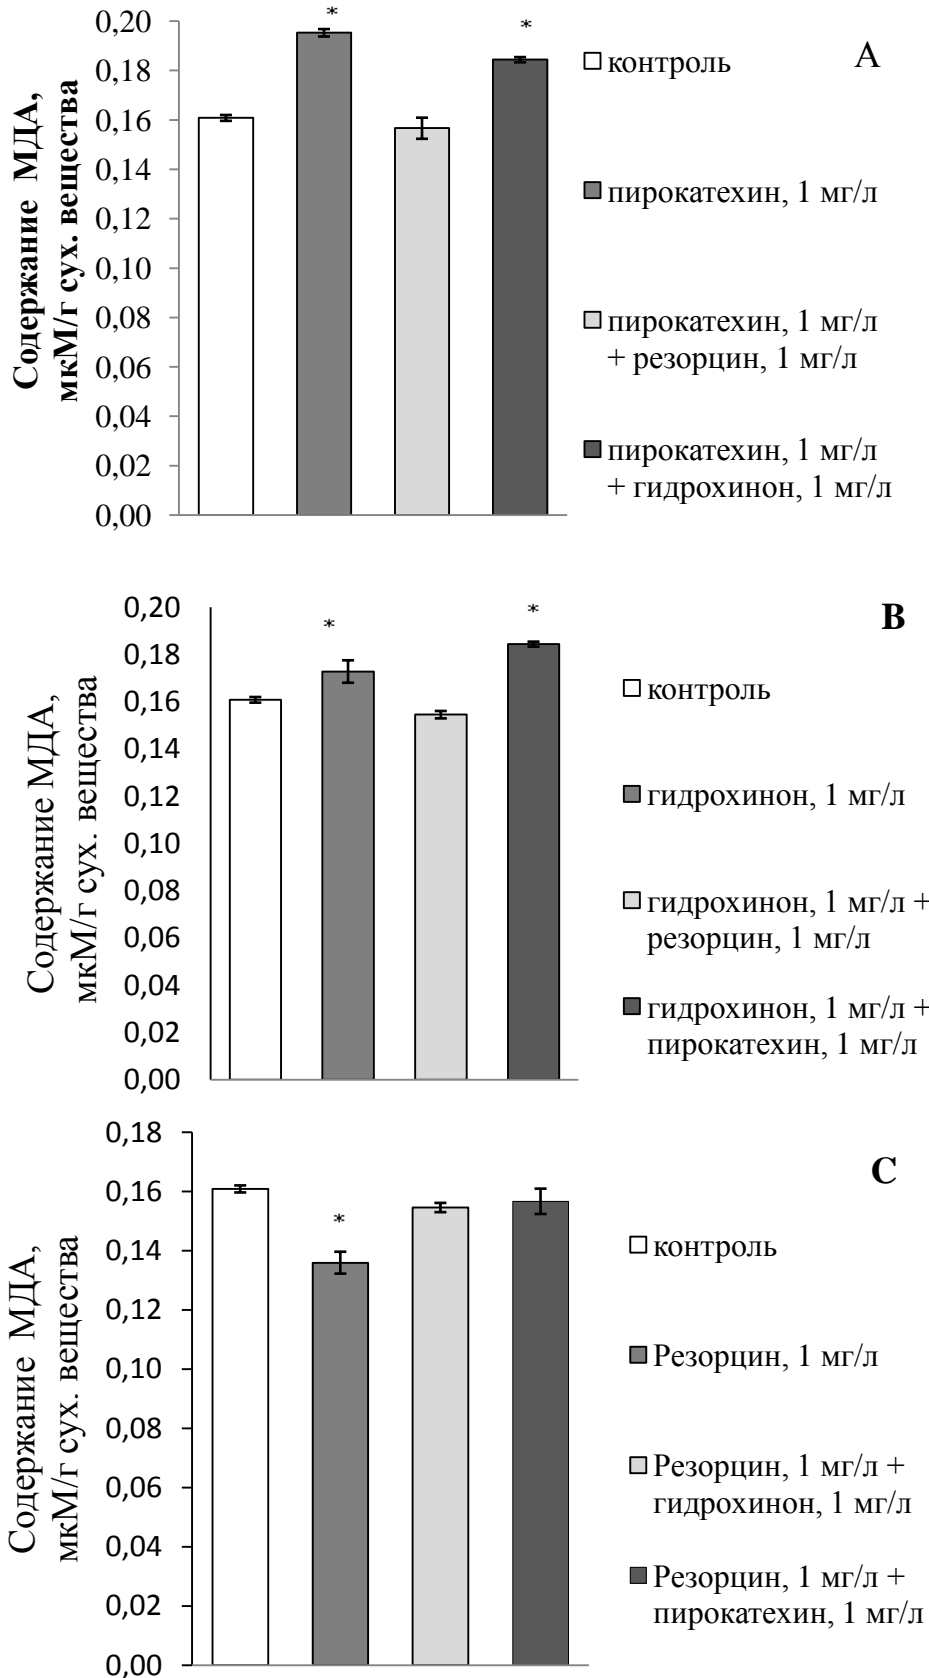 Содержание МДА,
мкМ/г сух. вещества
0,20
0,18
0,16
0,14
0,12
0,10
0,08
0,06
0,04
0,02
0,00
*
*
A
контроль
пирокатехин, 1 мг/л
пирокатехин, 1 мг/л
+ резорцин, 1 мг/л
пирокатехин, 1 мг/л
+ гидрохинон, 1 мг/л
Содержание МДА,
мкМ/г сух. вещества
0,20
0,18
0,16
0,14
0,12
0,10
0,08
0,06
0,04
0,02
0,00
*
*
B
контроль
гидрохинон, 1 мг/л
гидрохинон, 1 мг/л +
резорцин, 1 мг/л
гидрохинон, 1 мг/л +
пирокатехин, 1 мг/л
Содержание МДА,
мкМ/г сух. вещества
0,18
0,16
0,14
0,12
0,10
0,08
0,06
0,04
0,02
0,00
*
C
контроль
Резорцин, 1 мг/л
Резорцин, 1 мг/л +
гидрохинон, 1 мг/л
Резорцин, 1 мг/л +
пирокатехин, 1 мг/л